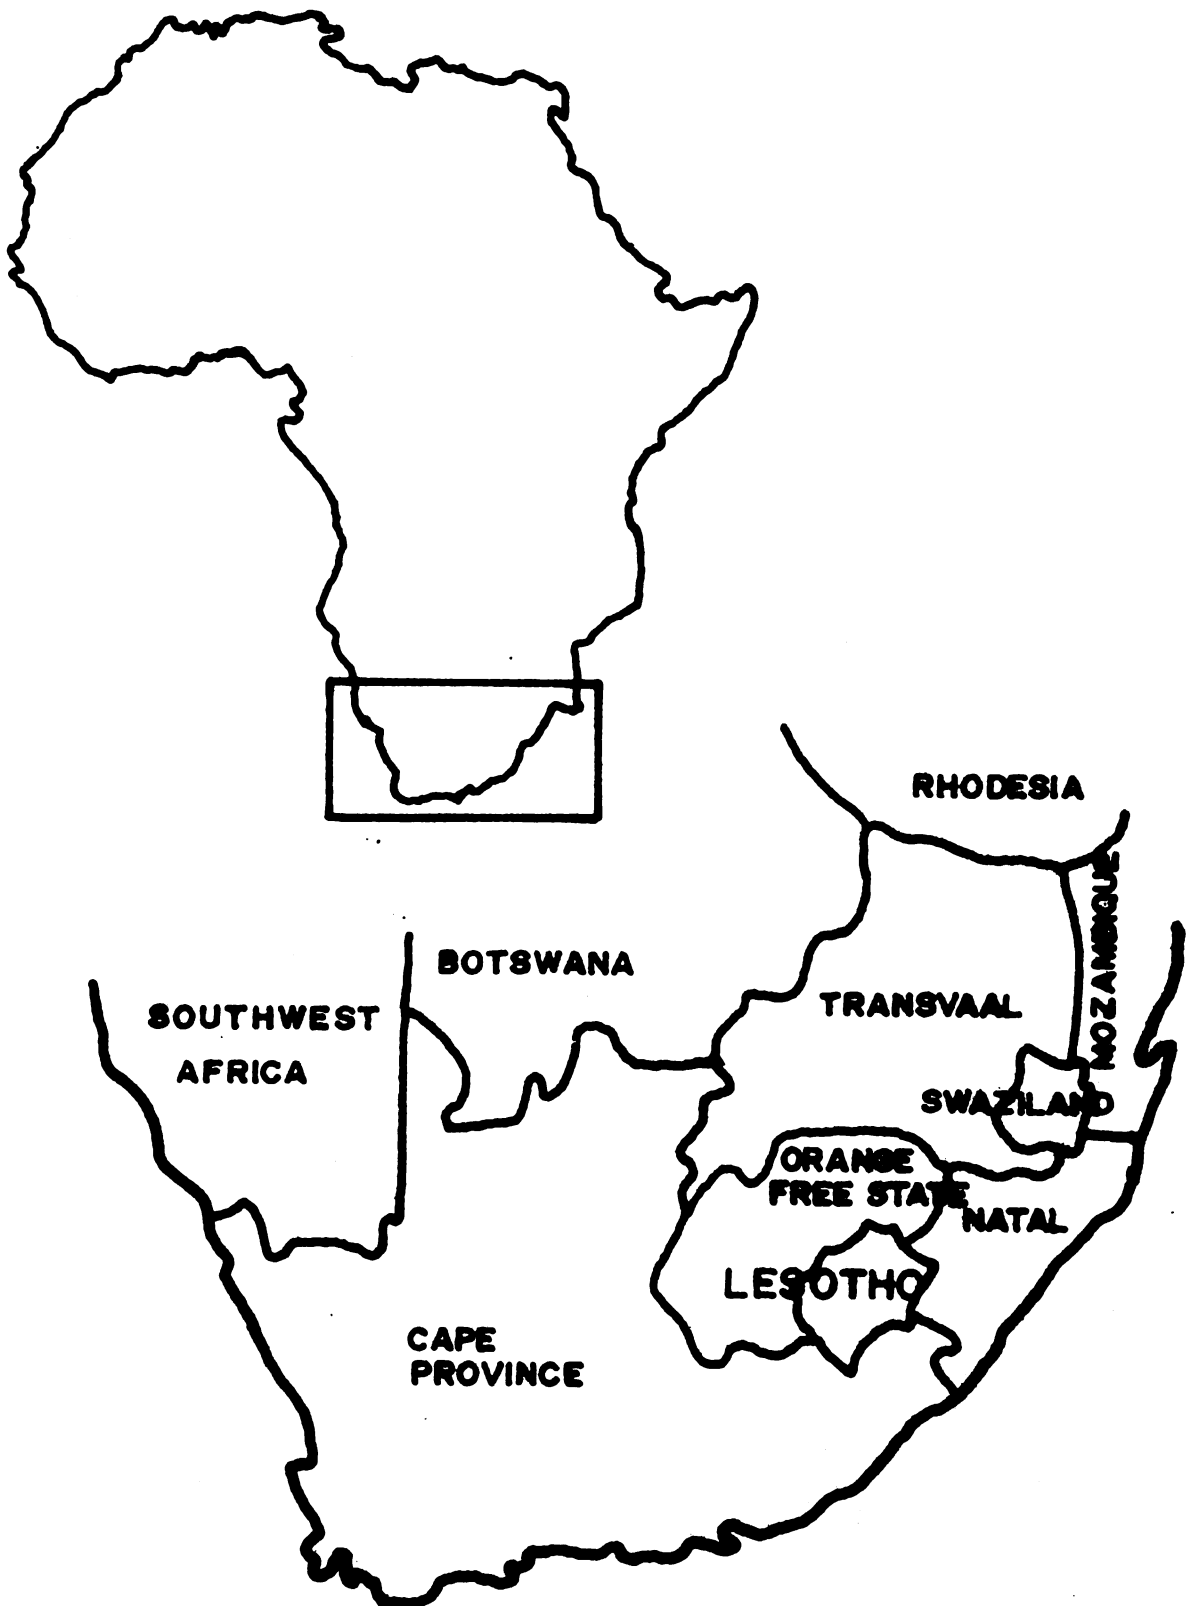 RHODESIA
MOZAMBIQUE
BOTSWANA
SOUTHWEST
AFRICA
TRANSVAAL
SWAZILAND
ORANGE
FREE STATE
NATAL
LESOTHO
CAPE
PROVINCE